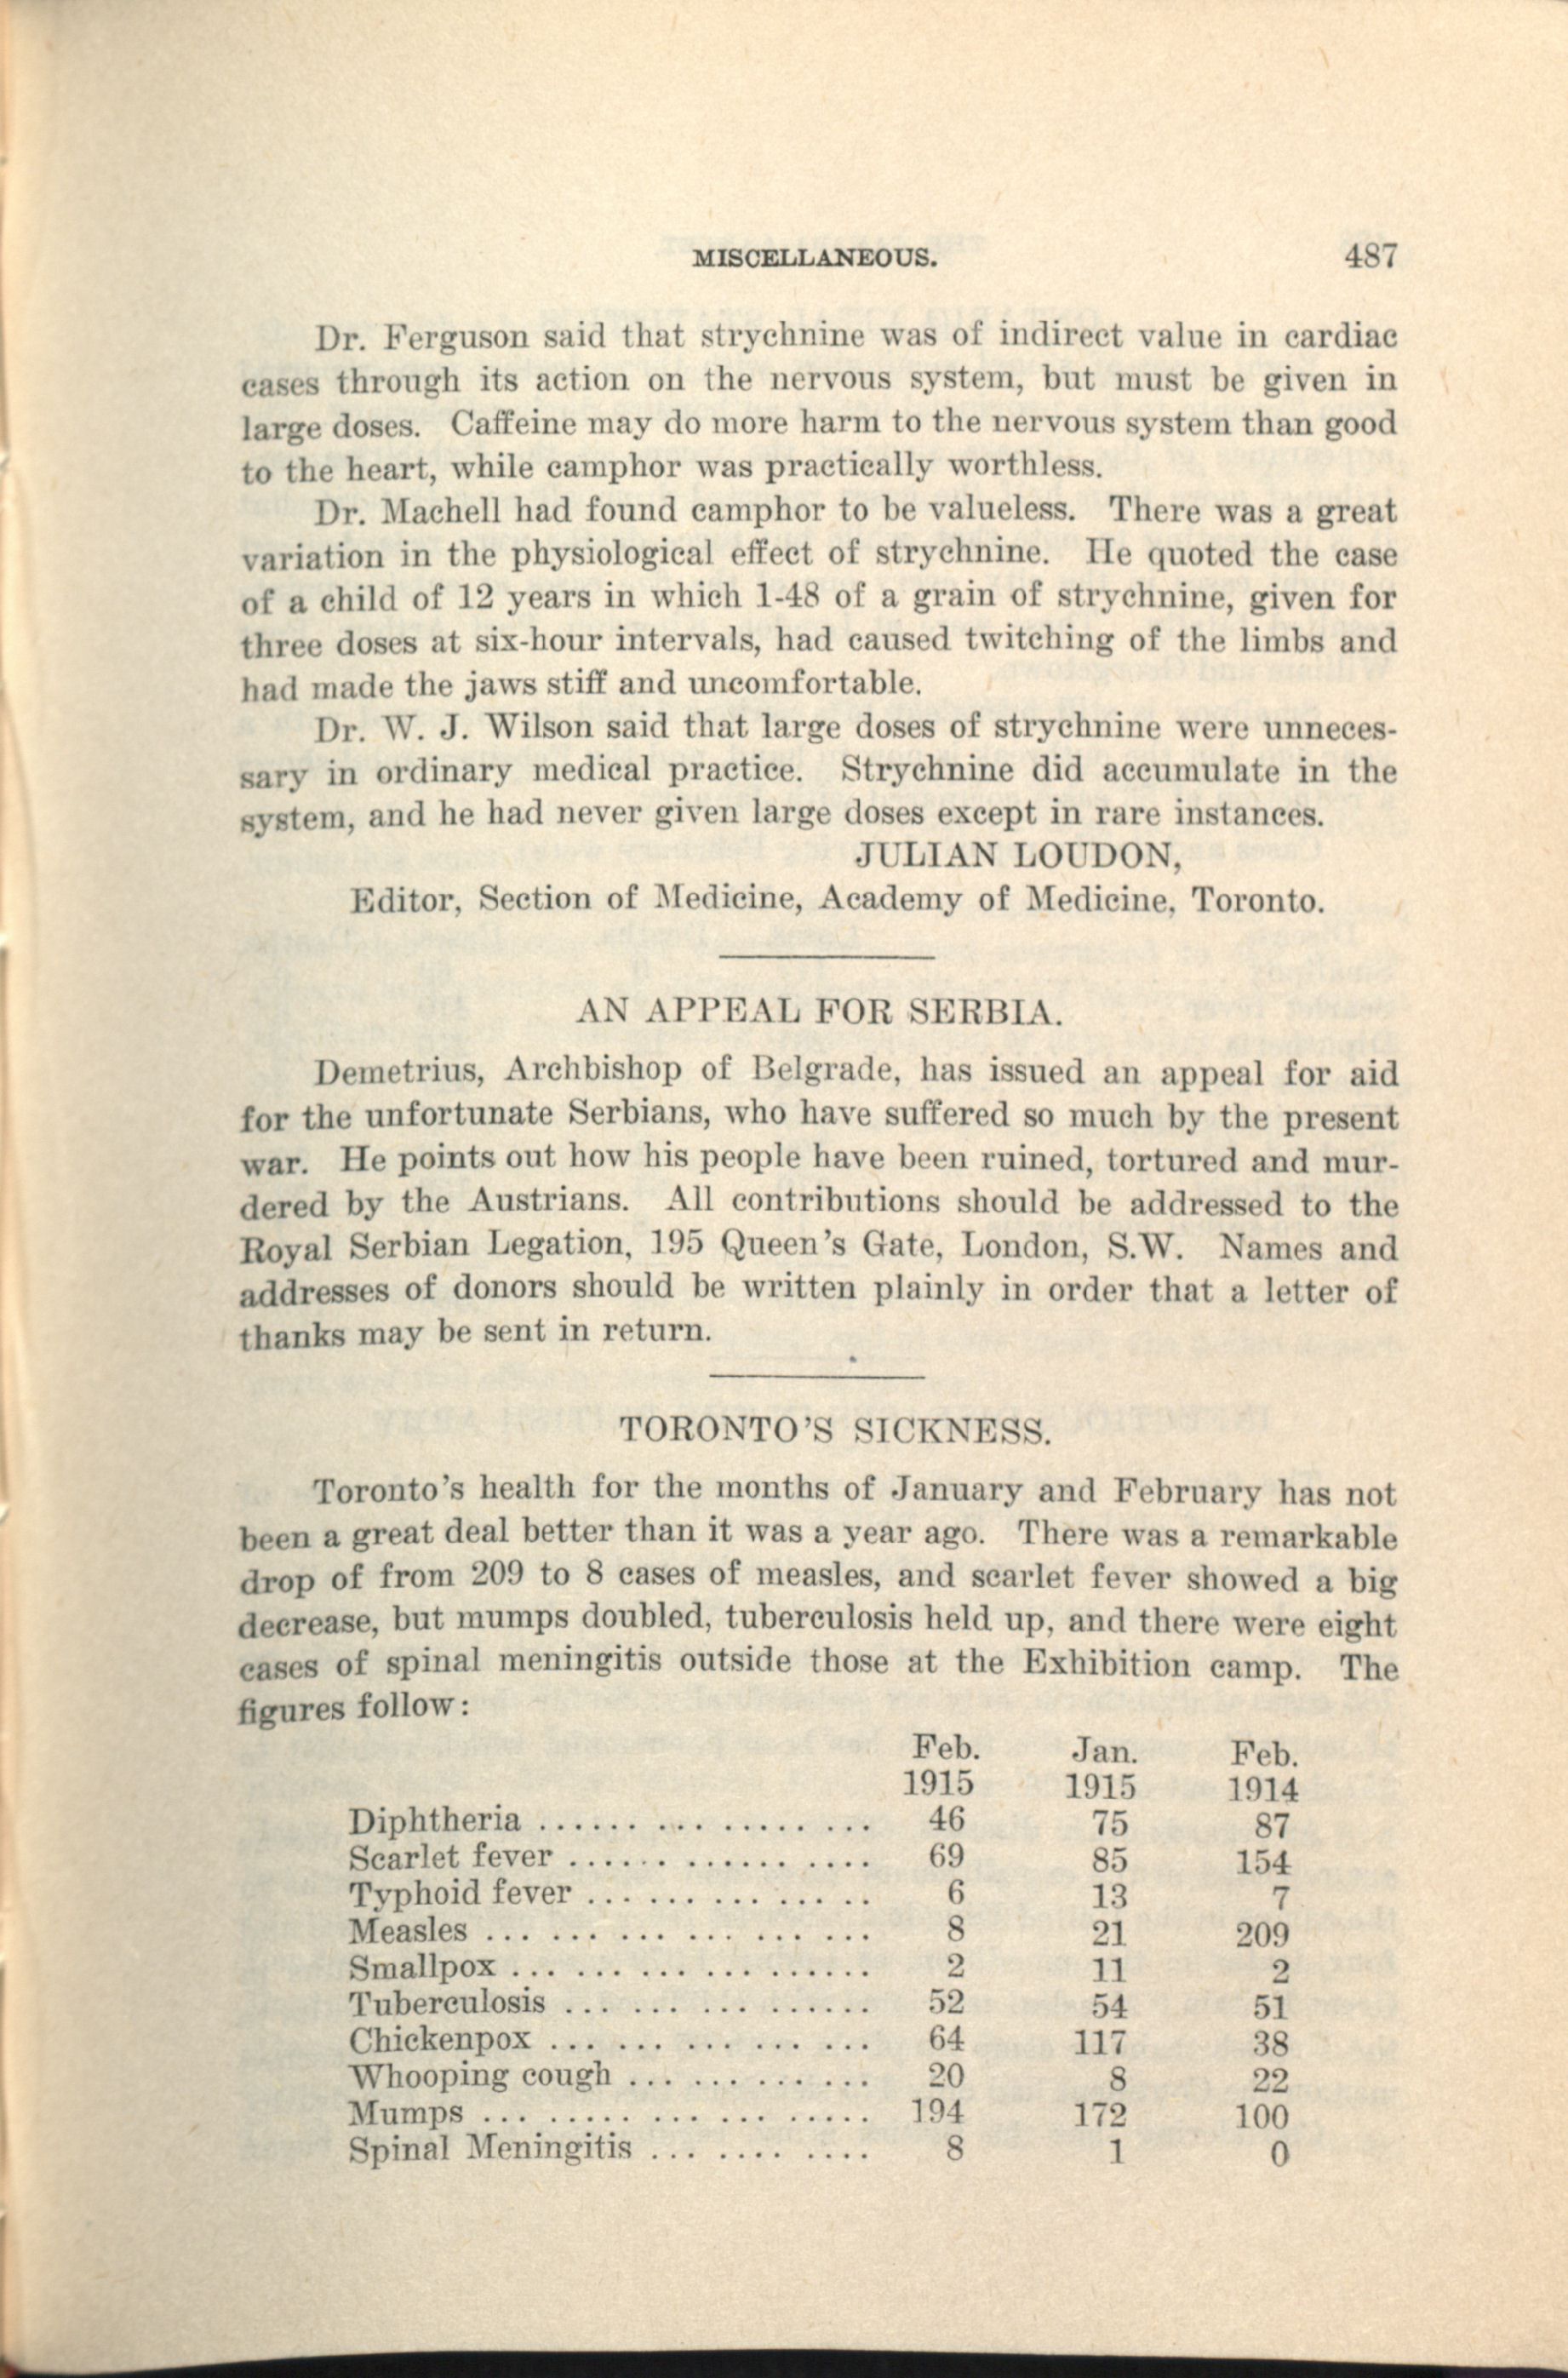 MISCELLANEOUS. 487
Dr. Ferguson said that strychnine was of indirect value in cardiac
cases through its action on the nervous system, but must be given in
large doses. Caffeine may do more harm to the nervous system than good
to the heart, while camphor was practically worthless.
Dr. Machell had found camphor to be valueless. There was a great
variation in the physiological effect of strychnine. He quoted the case
of a child of 12 years in which 1-48 of a grain of strychnine, given for
three doses at six-hour intervals, had caused twitching of the limbs and
had made the jaws stiff and uncomfortable.
Dr. W. J. Wilson said that large doses of strychnine were unneces-
sary in ordinary medical practice. Strychnine did accumulate in the
system, and he had never given large doses except in rare instances.
JULIAN LOUDON,
Editor, Section of Medicine, Academy of Medicine, Toronto.
AN APPEAL FOR SERBIA.
Demetrius, Archbishop of Belgrade, has issued an appeal for aid
for the unfortunate Serbians, who have suffered so much by the present
war. He points out how his people have been ruined, tortured and mur-
dered by the Austrians. All contributions should be addressed to the
Royal Serbian Legation, 195 Queen's Gate, London, S.W. Names and
addresses of donors should be written plainly in order that a letter of
thanks may be sent in return.
TORONTO'S SICKNESS.
Toronto's health for the months of January and February has not
been a great deal better than it was a year ago. There was a remarkable
drop of from 209 to 8 cases of measles, and scarlet fever showed a big
decrease, but mumps doubled, tuberculosis held up, and there were eight
cases of spinal meningitis outside those at the Exhibition camp. The
figures follow:
Feb. Jan. Feb.
1915 1915 1914
Diphtheria .................. 46 75 87
Scarlet fever ................ 69 85 154
Typhoid fever .............. 6 13 7
Measles .................. 8 21 209
Smallpox .................. 2 11 2
Tuberculosis ............... 52 54 51
Chickenpox ............... 64 117 38
Whooping cough ............ 20 8 22
Mumps .................... 194 172 100
Spinal Meningitis ........... 8 1 0